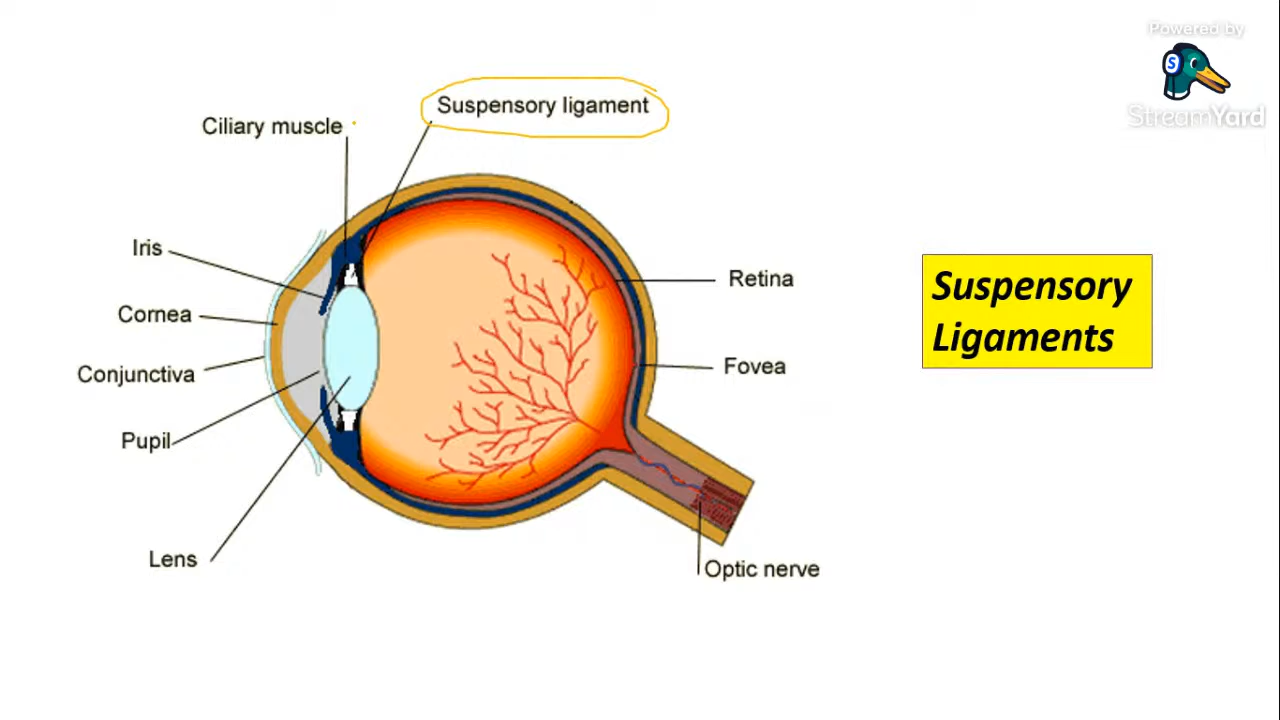 Powered by
S
StreamYard
Suspensory ligament
Ciliary muscle
Iris
Cornea
Conjunctiva
Pupil
Lens
Retina
Fovea
Optic nerve
Suspensory
Ligaments